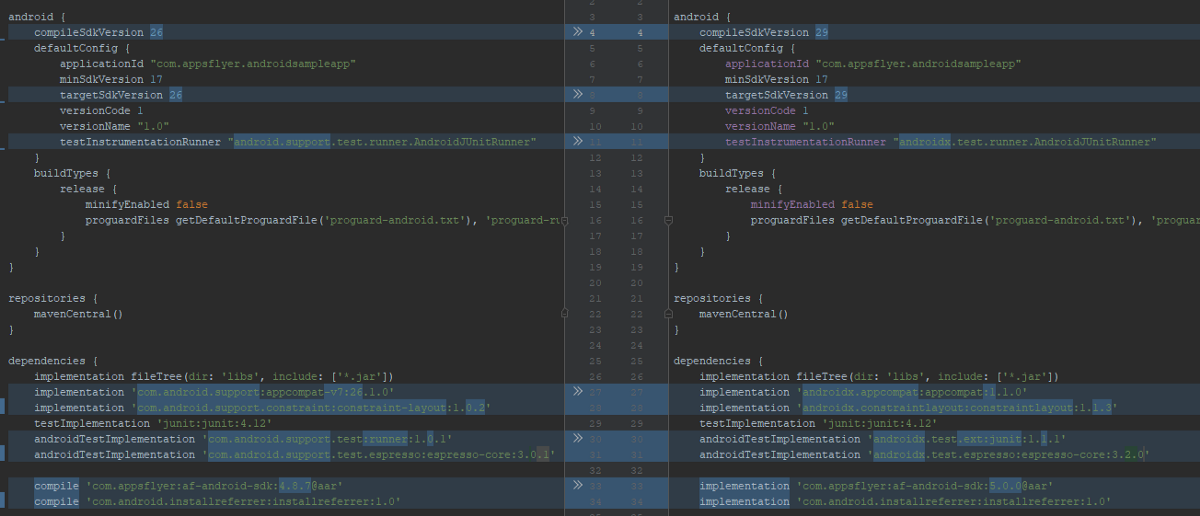 android {
compileSdkVersion 26
defaultConfig {
applicationId "com.appsflyer.androidsampleapp"
minSdkVersion 17
targetSdkVersion 26
versionCode 1
versionName "1.0"
testInstrumentationRunner "android.support.test.runner.AndroidJUnitRunner"
}
buildTypes {
release {
minifyEnabled false
proguardFiles getDefaultProguardFile('proguard-android.txt'), 'proguard-ru
}
}
}
repositories {
mavenCentral()
}
dependencies {
implementation fileTree(dir: 'libs', include: ['*.jar'])
implementation 'com.android.support:appcompat-v7:26.1.0'
implementation 'com.android.support.constraint:constraint-layout:1.0.2'
testImplementation 'junit:junit:4.12'
androidTestImplementation 'com.android.support.test:runner:1.0.1'
androidTestImplementation 'com.android.support.test.espresso:espresso-core:3.0.1'
compile 'com.appsflyer:af-android-sdk:4.8.7@aar'
compile 'com.android.installreferrer:installreferrer:1.0'
3 3
4 4
5 5
6 6
7 7
8 8
9 9
10 10
11 11
12 12
13 13
14 14
15 15
16 16
17 17
18 18
19 19
20 20
21 21
22 22
23 23
24 24
25 25
26 26
27 27
28 28
29 29
30 30
31 31
32 32
33 33
34 34
android {
compileSdkVersion 29
defaultConfig {
applicationId "com.appsflyer.androidsampleapp"
minSdkVersion 17
targetSdkVersion 29
versionCode 1
versionName "1.0"
testInstrumentationRunner "androidx.test.runner.AndroidJUnitRunner"
}
buildTypes {
release {
minifyEnabled false
proguardFiles getDefaultProguardFile('proguard-android.txt'), 'proguar
}
}
}
repositories {
mavenCentral()
}
dependencies {
implementation fileTree(dir: 'libs', include: ['*.jar'])
implementation 'androidx.appcompat:appcompat:1.1.0'
implementation 'androidx.constraintlayout:constraintlayout:1.1.3'
testImplementation 'junit:junit:4.12'
androidTestImplementation 'androidx.test.ext:junit:1.1.1'
androidTestImplementation 'androidx.test.espresso:espresso-core:3.2.0'
implementation 'com.appsflyer:af-android-sdk:5.0.0@aar'
implementation 'com.android.installreferrer:installreferrer:1.0'